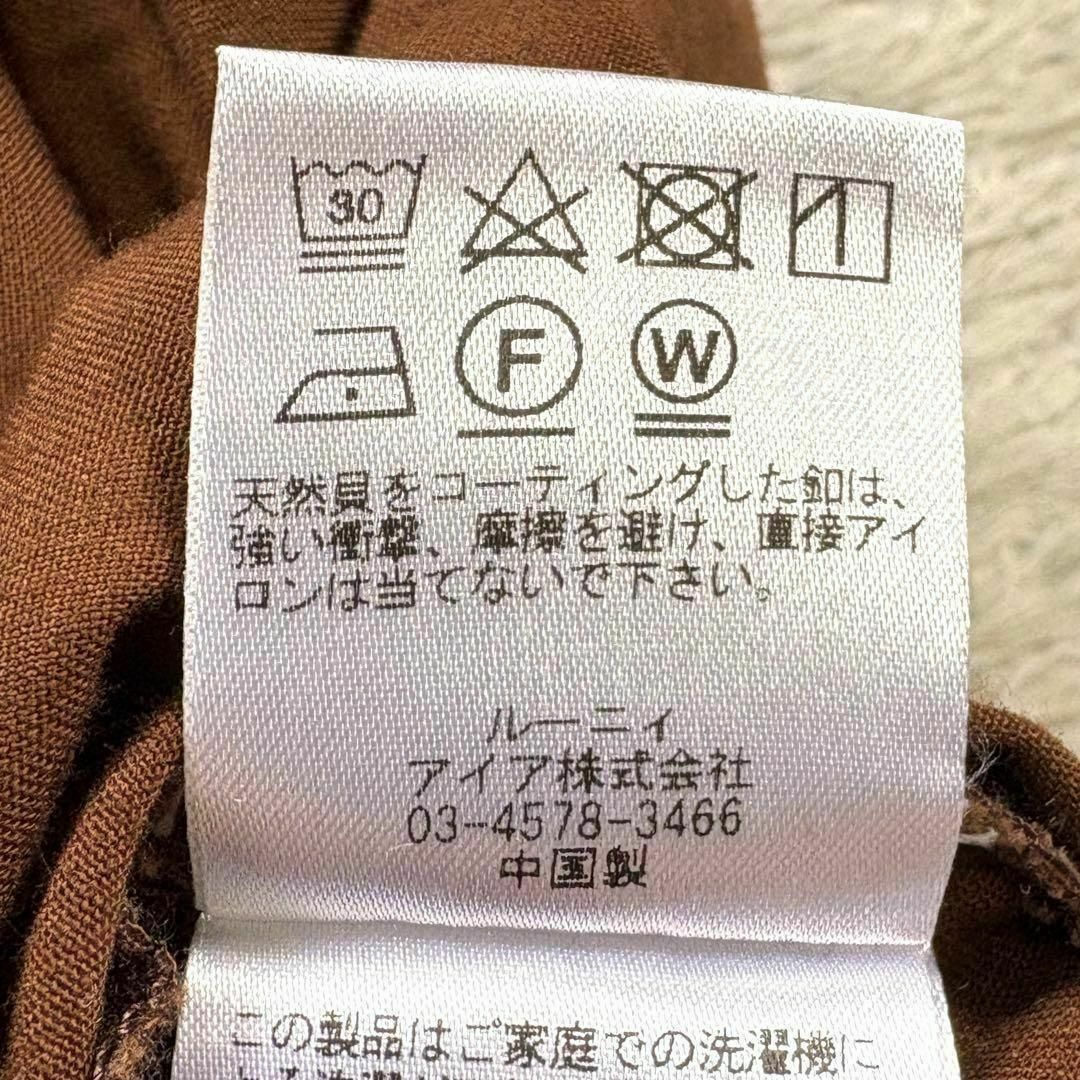 30
F W
天然貝をコーティングした釦は、
強い衝撃、摩擦を避け、直接アイ
ロンは当てないで下さい。
ルーニィ
アイア株式会社
03-4578-3466
中国製
この製品はご家庭での洗濯機に